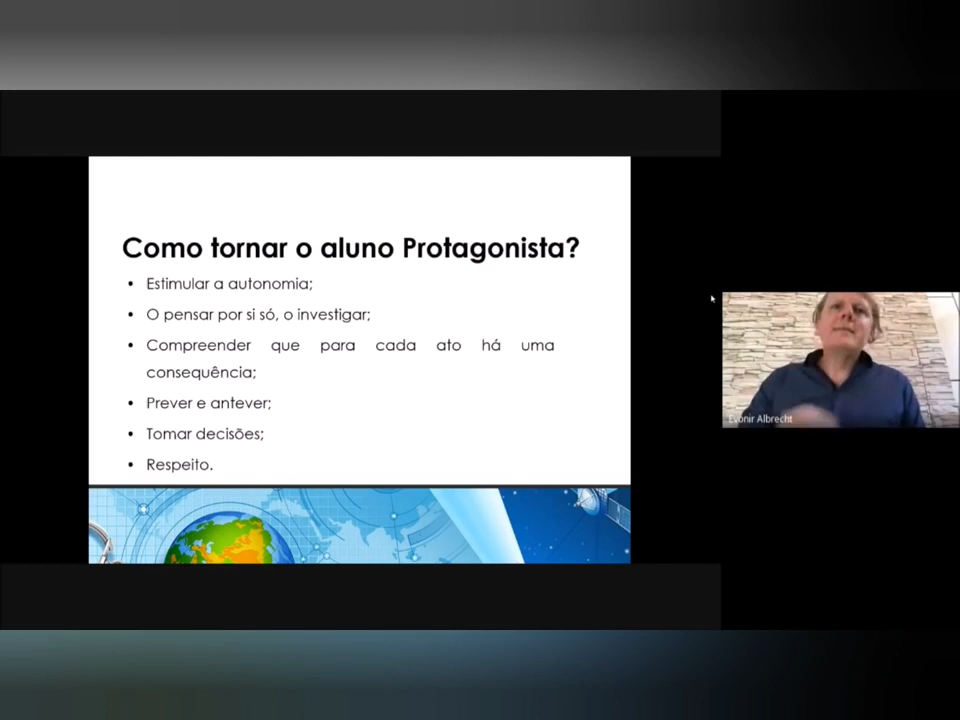 Como tornar o aluno Protagonista?
• Estimular a autonomia;
• O pensar por si só, o investigar;
• Compreender que para cada ato há uma
consequência;
• Prever e antever;
• Tomar decisões;
• Respeito.
Evonir Albrecht